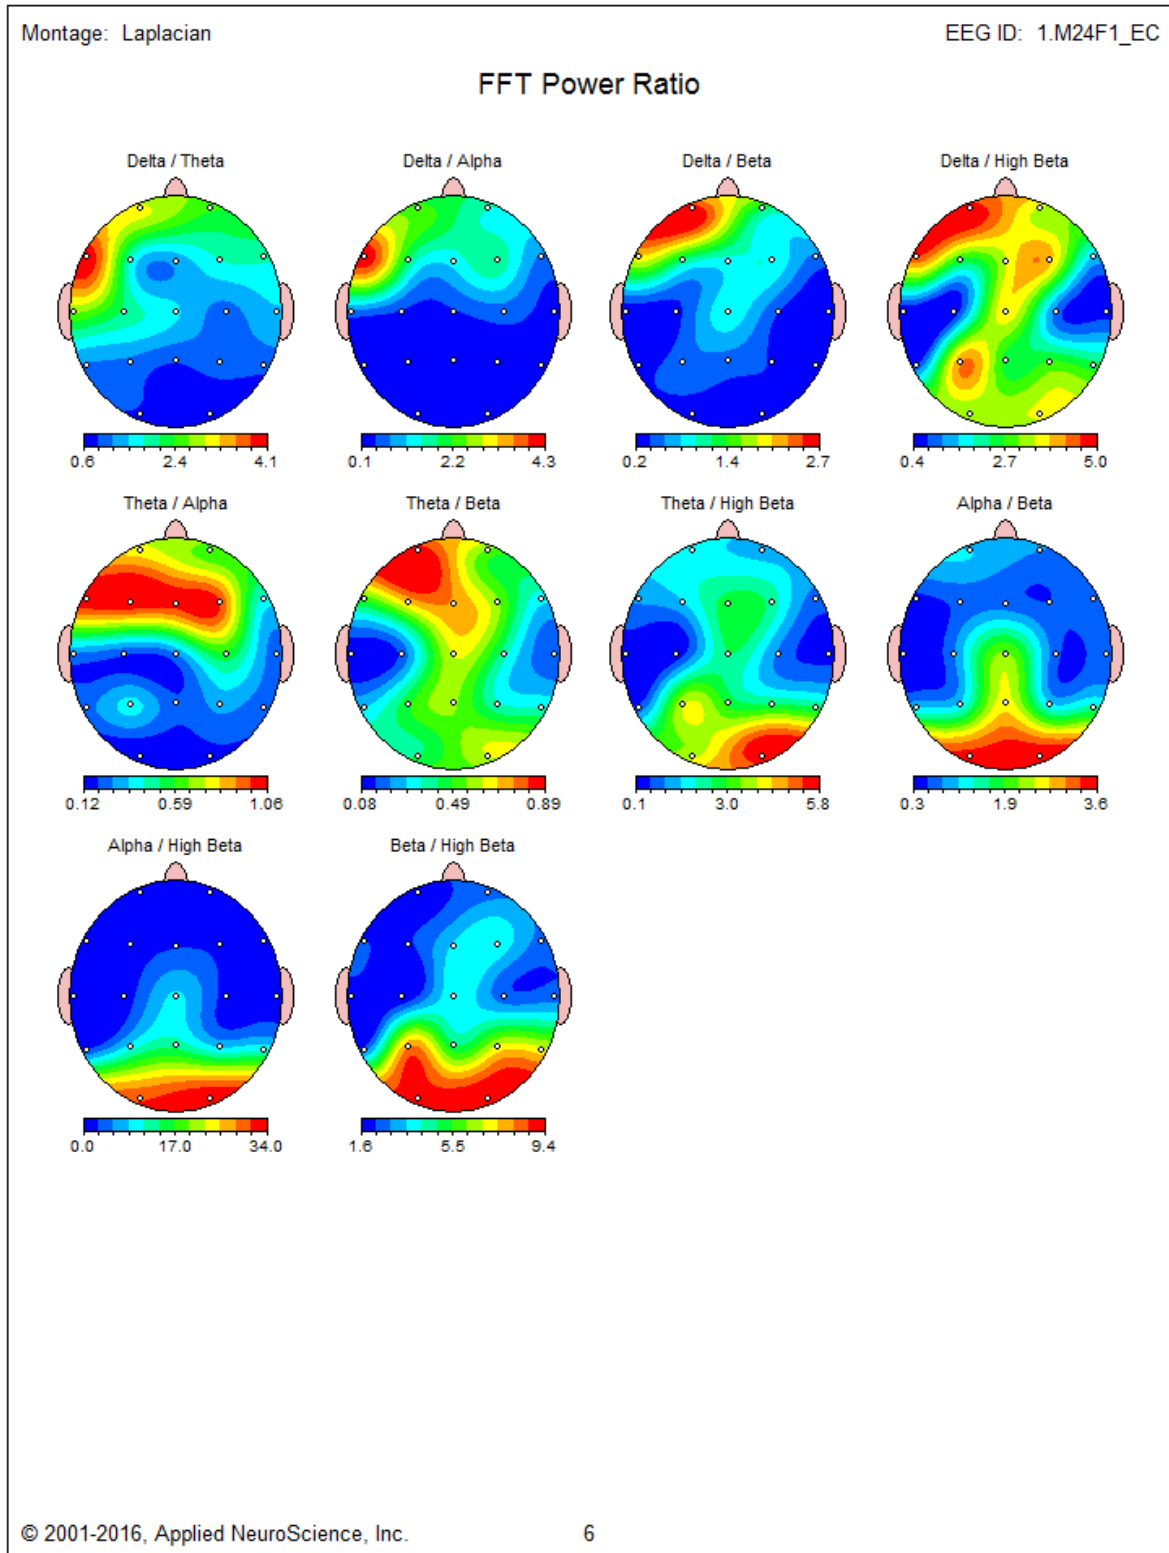 Montage: Laplacian EEG ID: 1.M24F1_EC
FFT Power Ratio
Delta / Theta Delta / Alpha Delta / Beta Delta / High Beta
0.6 2.4 4.1 0.1 2.2 4.3 0.2 1.4 2.7 0.4 2.7 5.0
Theta / Alpha Theta / Beta Theta / High Beta Alpha / Beta
0.12 0.59 1.06 0.08 0.49 0.89 0.1 3.0 5.8 0.3 1.9 3.6
Alpha / High Beta Beta / High Beta
0.0 17.0 34.0 1.6 5.5 9.4
© 2001-2016, Applied NeuroScience, Inc. 6